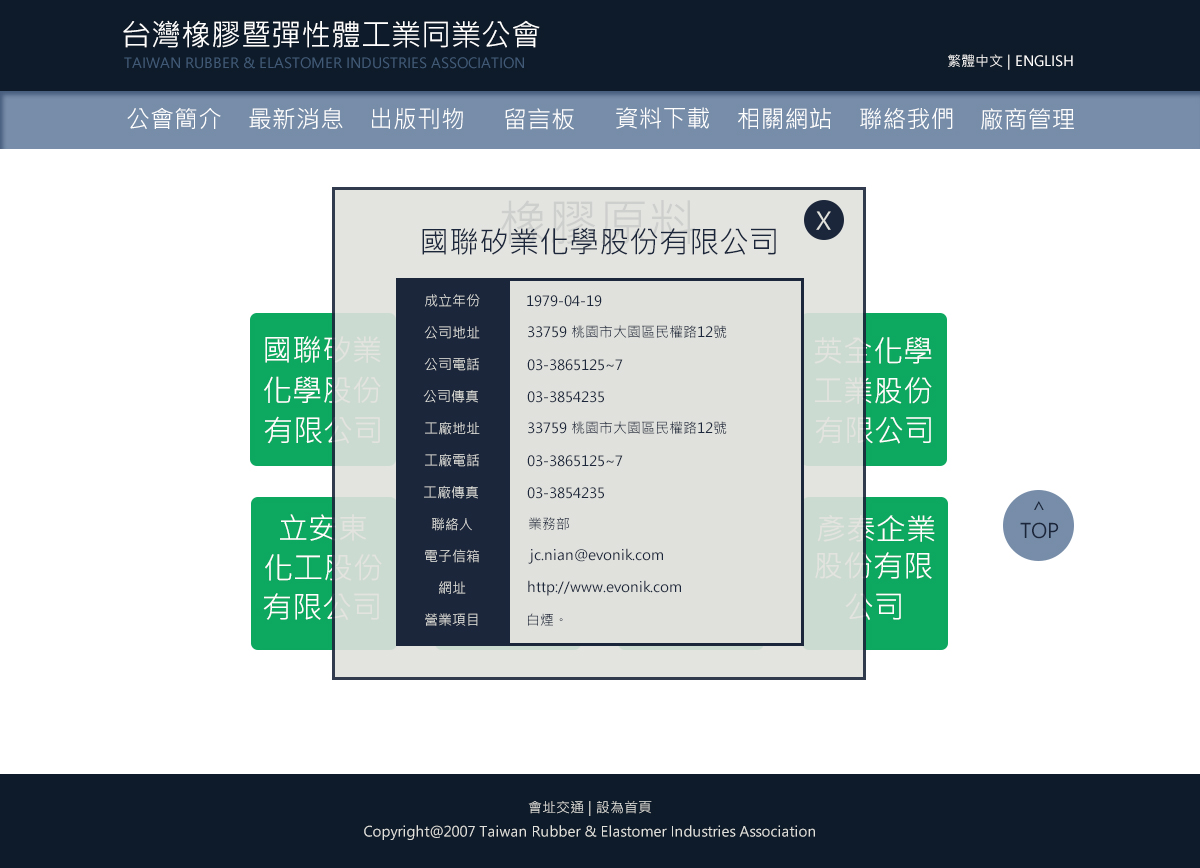 台灣橡膠暨彈性體工業同業公會
TAIWAN RUBBER & ELASTOMER INDUSTRIES ASSOCIATION
繁體中文 | ENGLISH
公會簡介 最新消息 出版刊物 留言板 資料下載 相關網站 聯絡我們 廠商管理
橡膠原料
X
國聯矽業化學股份有限公司
成立年份 1979-04-19
公司地址 33759 桃園市大園區民權路12號
公司電話 03-3865125~7
公司傳真 03-3854235
工廠地址 33759 桃園市大園區民權路12號
工廠電話 03-3865125~7
工廠傳真 03-3854235
聯絡人 業務部
電子信箱 jc.nian@evonik.com
網址 http://www.evonik.com
營業項目 白煙。
國聯矽業
化學股份
有限公司
英全化學
工業股份
有限公司
立安東
化工股份
有限公司
彥泰企業
股份有限
公司
^
TOP
會址交通 | 設為首頁
Copyright@2007 Taiwan Rubber & Elastomer Industries Association